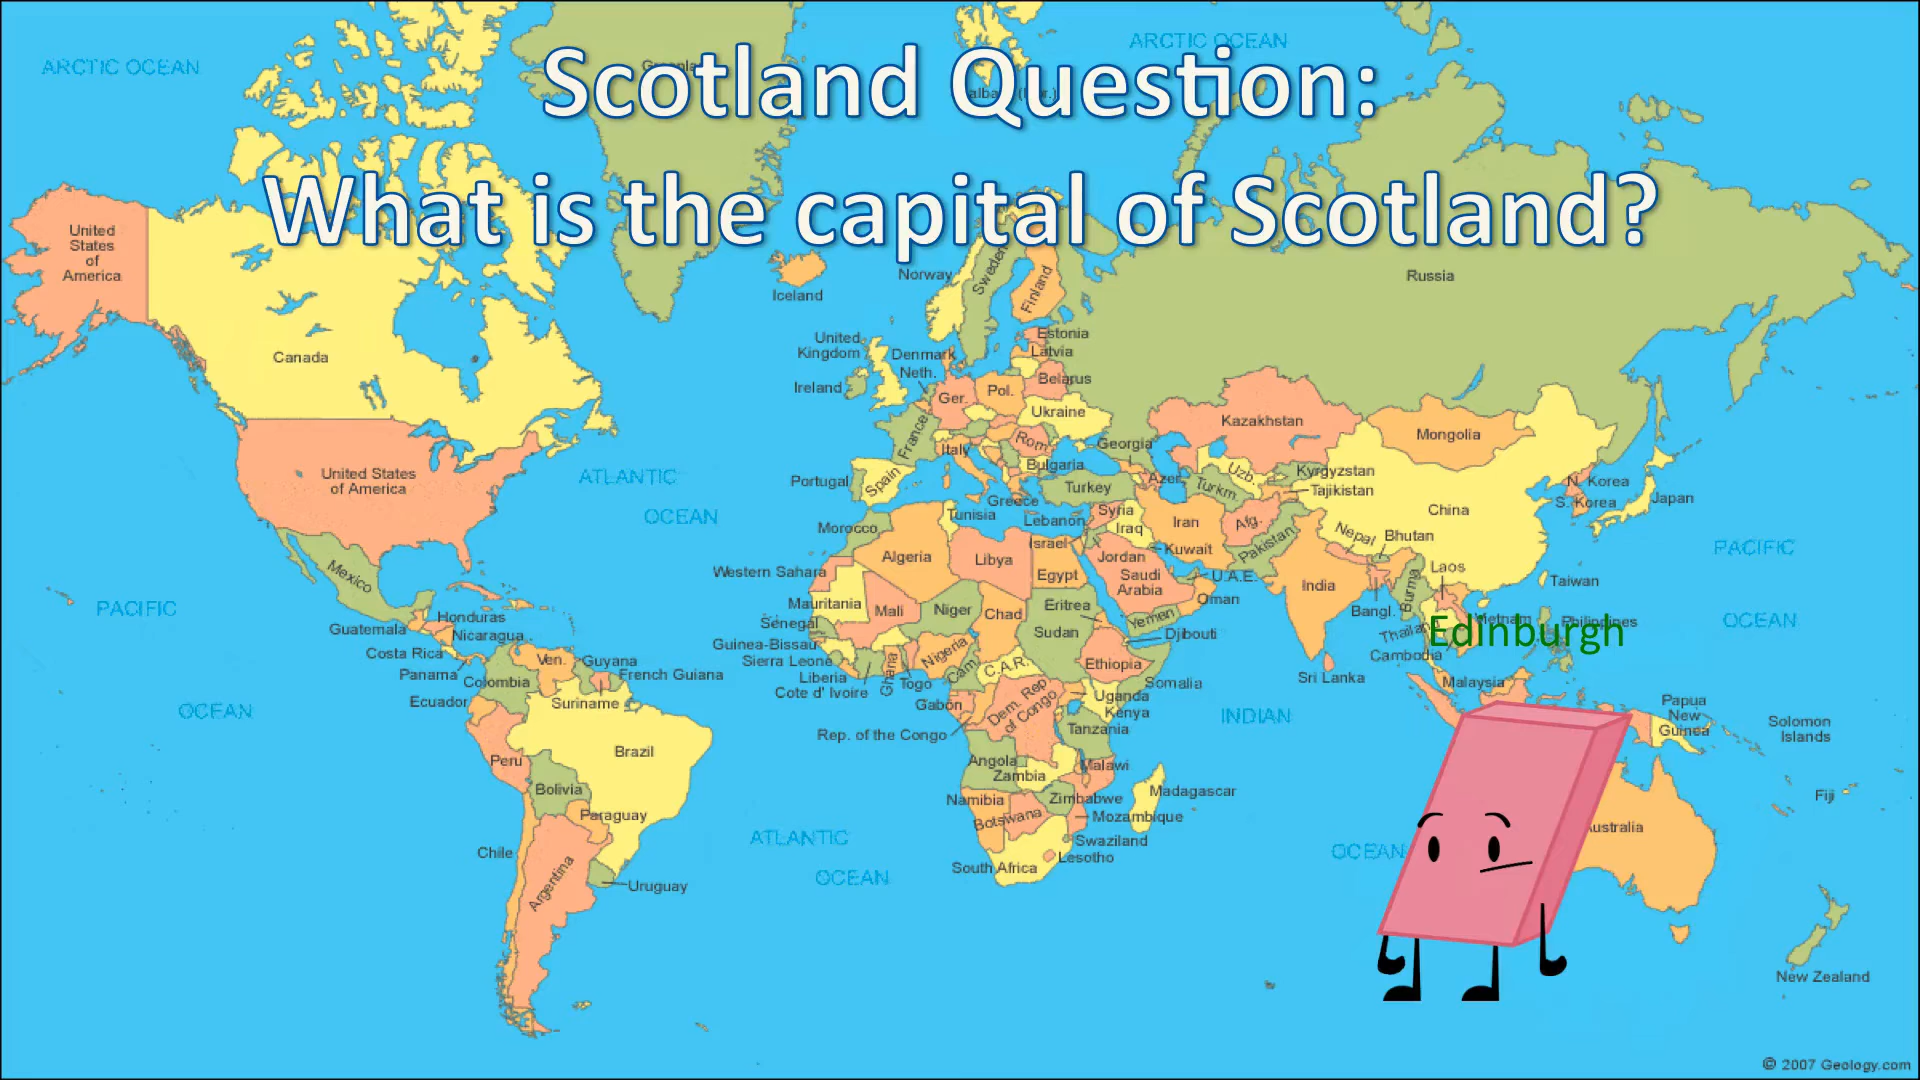 Scotland Question:
What is the capital of Scotland?
Edinburgh
ARCTIC OCEAN
ARCTIC OCEAN
United
States
of
America
Canada
United States
of America
Mexico
Guatemala
Honduras
Nicaragua
Costa Rica
Panama
Ven.
Guyana
French Guiana
Colombia
Suriname
Ecuador
Peru
Brazil
Bolivia
Paraguay
Chile
Argentina
Uruguay
PACIFIC
OCEAN
ATLANTIC
OCEAN
ATLANTIC
OCEAN
Iceland
Norway
Sweden
Finland
Russia
United
Kingdom
Ireland
Denmark
Neth.
Estonia
Latvia
Belarus
Ger.
Pol.
Ukraine
France
Italy
Rom.
Bulgaria
Portugal
Spain
Greece
Georgia
Turkey
Azer.
Kazakhstan
Mongolia
Uzb.
Turkm.
Kyrgyzstan
Tajikistan
China
N. Korea
S. Korea
Japan
Morocco
Tunisia
Lebanon
Syria
Iraq
Iran
Afg.
Pakistan
Nepal
Bhutan
Algeria
Libya
Israel
Egypt
Jordan
Kuwait
Saudi
Arabia
U.A.E.
Oman
India
Bangl.
Burma
Laos
Taiwan
Western Sahara
Mauritania
Mali
Niger
Chad
Sudan
Eritrea
Yemen
Djibouti
Senegal
Guinea-Bissau
Sierra Leone
Liberia
Cote d' Ivoire
Ghana
Togo
Nigeria
Cam.
C.A.R.
Ethiopia
Somalia
Gabon
Rep. of the Congo
Dem. Rep
of Congo
Uganda
Kenya
Tanzania
Angola
Zambia
Malawi
Namibia
Zimbabwe
Botswana
Mozambique
Madagascar
Swaziland
Lesotho
South Africa
Vietnam
Philippines
Thailand
Cambodia
Sri Lanka
Malaysia
INDIAN
OCEAN
PACIFIC
OCEAN
Papua
New
Guinea
Solomon
Islands
Fiji
Australia
New Zealand
© 2007 Geology.com